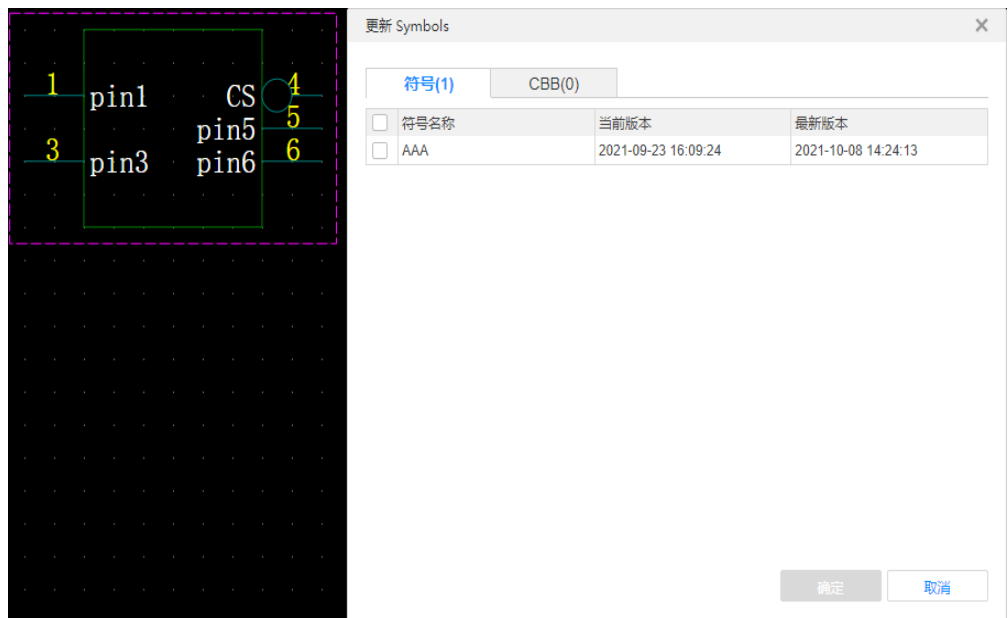 1 pin1 CS 4
pin5 5
3 pin3 pin6 6
更新 Symbols
符号(1) CBB(0)
符号名称 当前版本 最新版本
AAA 2021-09-23 16:09:24 2021-10-08 14:24:13
确定 取消